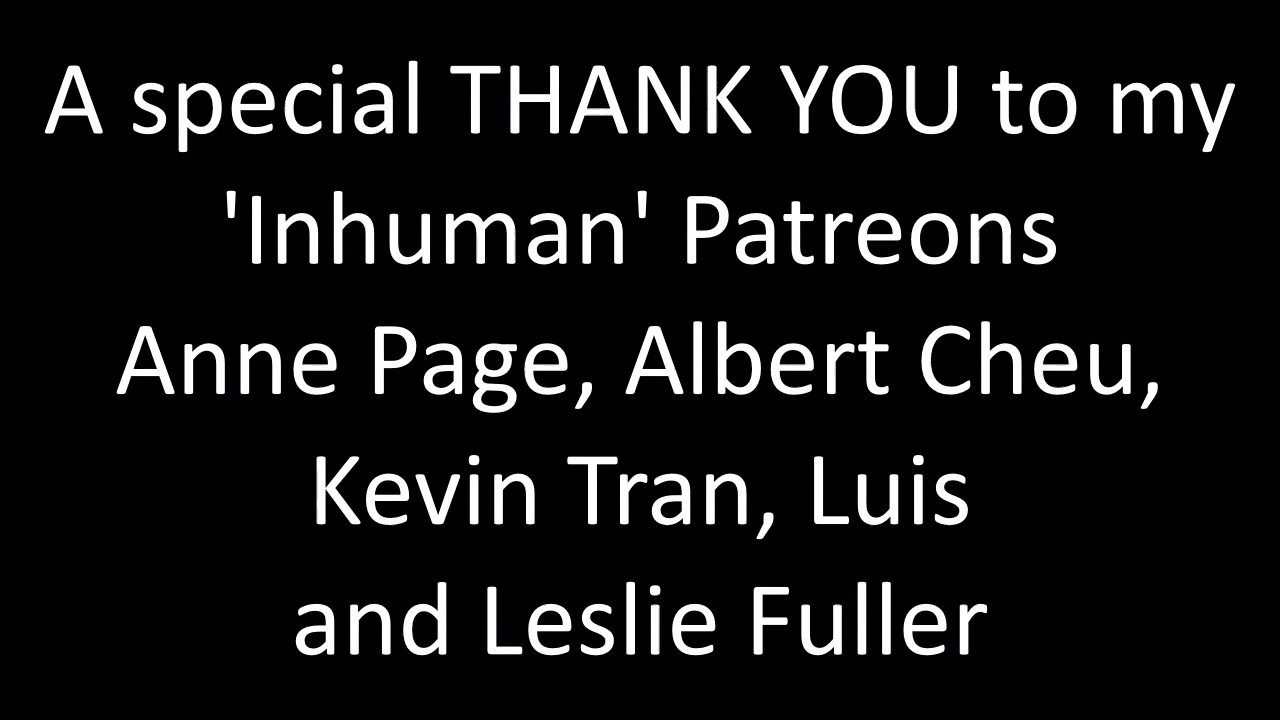 A special THANK YOU to my
'Inhuman' Patreons
Anne Page, Albert Cheu,
Kevin Tran, Luis
and Leslie Fuller